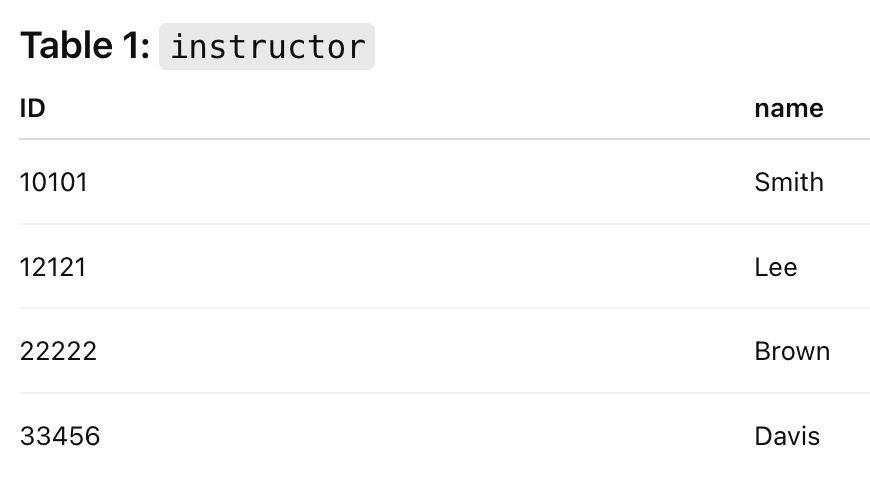 Table 1: instructor
ID name
10101 Smith
12121 Lee
22222 Brown
33456 Davis